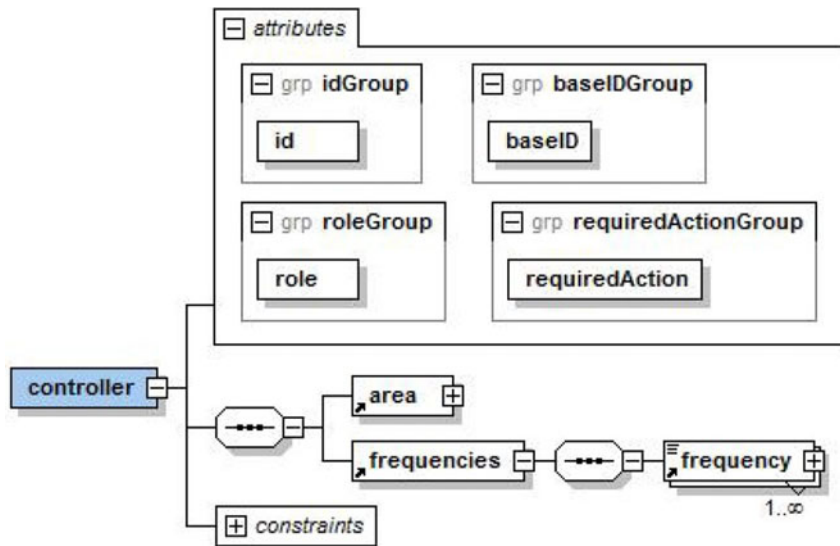 attributes
grp idGroup
grp baseIDGroup
id
baseID
grp roleGroup
grp requiredActionGroup
role
requiredAction
controller
area
frequencies
frequency
1..∞
constraints